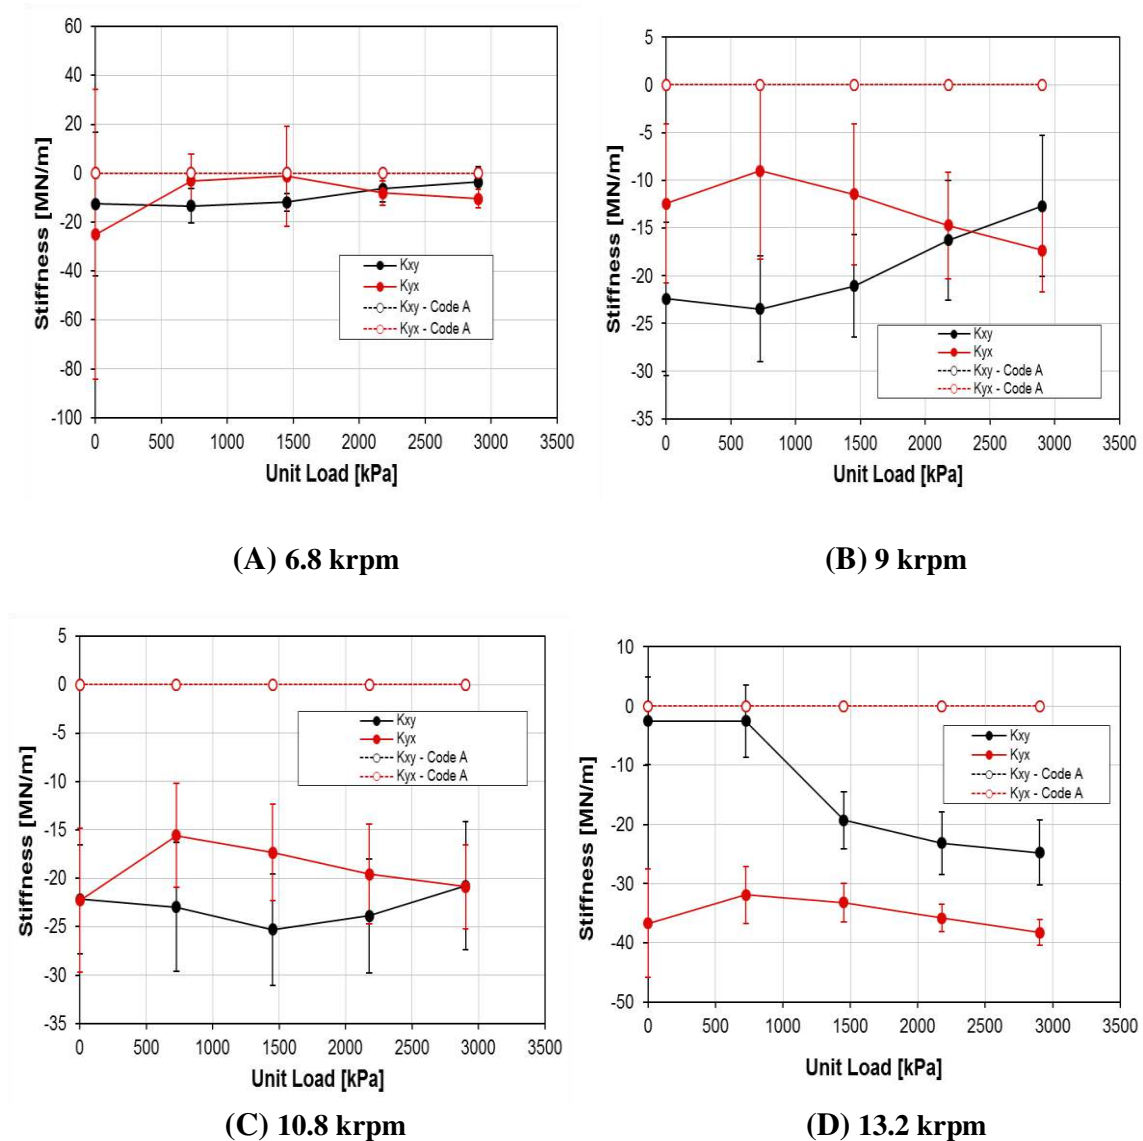 60
40
20
0
-20
-40
-60
-80
-100
Stiffness [MN/m]
Kxy
Kyx
Kxy - Code A
Kyx - Code A
0 500 1000 1500 2000 2500 3000 3500
Unit Load [kPa]
(A) 6.8 krpm
5
0
-5
-10
-15
-20
-25
-30
-35
Stiffness [MN/m]
Kxy
Kyx
Kxy - Code A
Kyx - Code A
0 500 1000 1500 2000 2500 3000 3500
Unit Load [kPa]
(B) 9 krpm
5
0
-5
-10
-15
-20
-25
-30
-35
Stiffness [MN/m]
Kxy
Kyx
Kxy - Code A
Kyx - Code A
0 500 1000 1500 2000 2500 3000 3500
Unit Load [kPa]
(C) 10.8 krpm
10
0
-10
-20
-30
-40
-50
Stiffness [MN/m]
Kxy
Kyx
Kxy - Code A
Kyx - Code A
0 500 1000 1500 2000 2500 3000 3500
Unit Load [kPa]
(D) 13.2 krpm